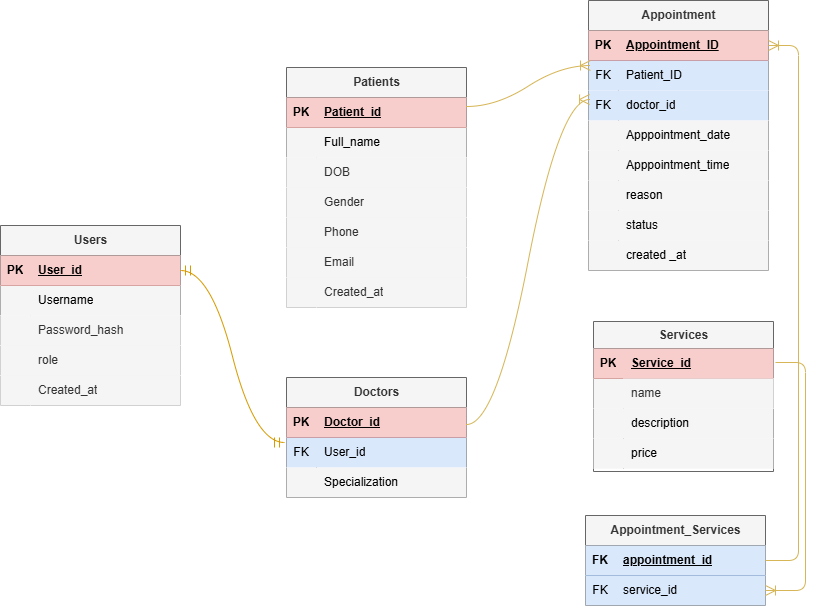 Users
PK User_id
Username
Password_hash
role
Created_at
Patients
PK Patient_id
Full_name
DOB
Gender
Phone
Email
Created_at
Doctors
PK Doctor_id
FK User_id
Specialization
Appointment
PK Appointment_ID
FK Patient_ID
FK doctor_id
Apppointment_date
Apppointment_time
reason
status
created _at
Services
PK Service_id
name
description
price
Appointment_Services
FK appointment_id
FK service_id